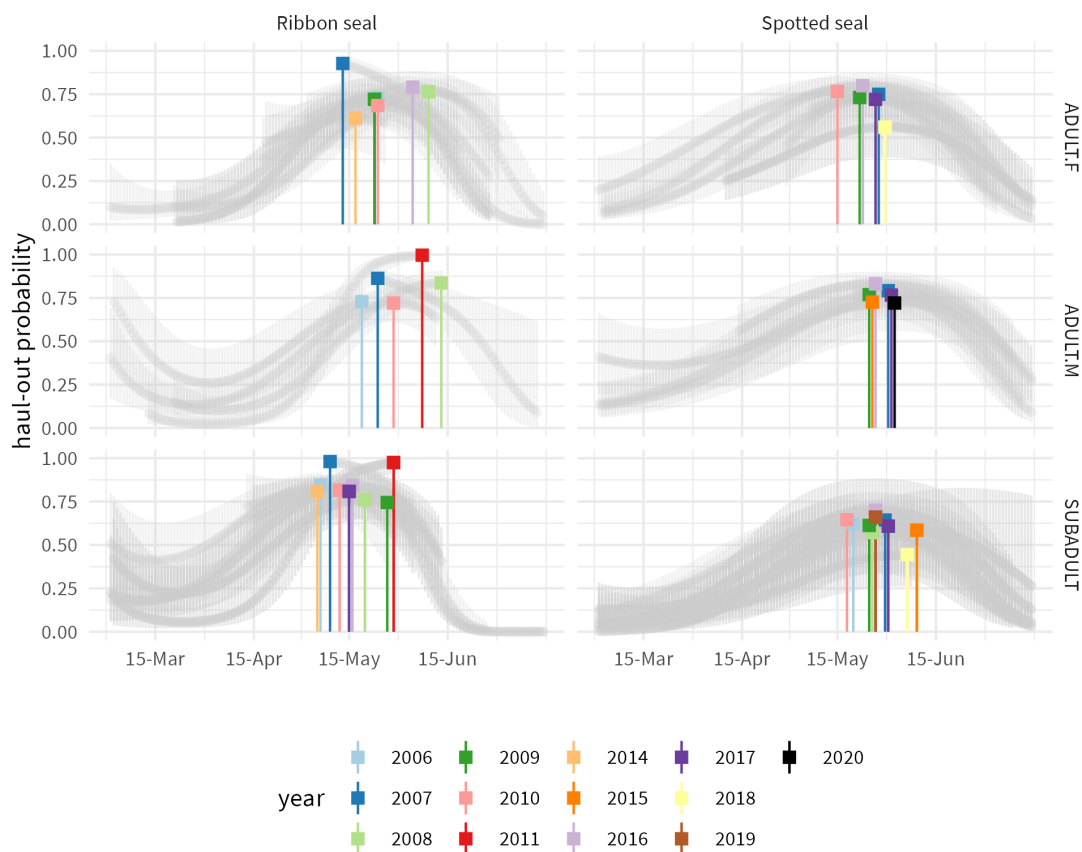 Ribbon seal
Spotted seal
haul-out probability
1.00
0.75
0.50
0.25
0.00
ADULT.F
1.00
0.75
0.50
0.25
0.00
ADULT.M
1.00
0.75
0.50
0.25
0.00
SUBADULT
15-Mar 15-Apr 15-May 15-Jun
15-Mar 15-Apr 15-May 15-Jun
year
2006 2009 2014 2017 2020
2007 2010 2015 2018
2008 2011 2016 2019